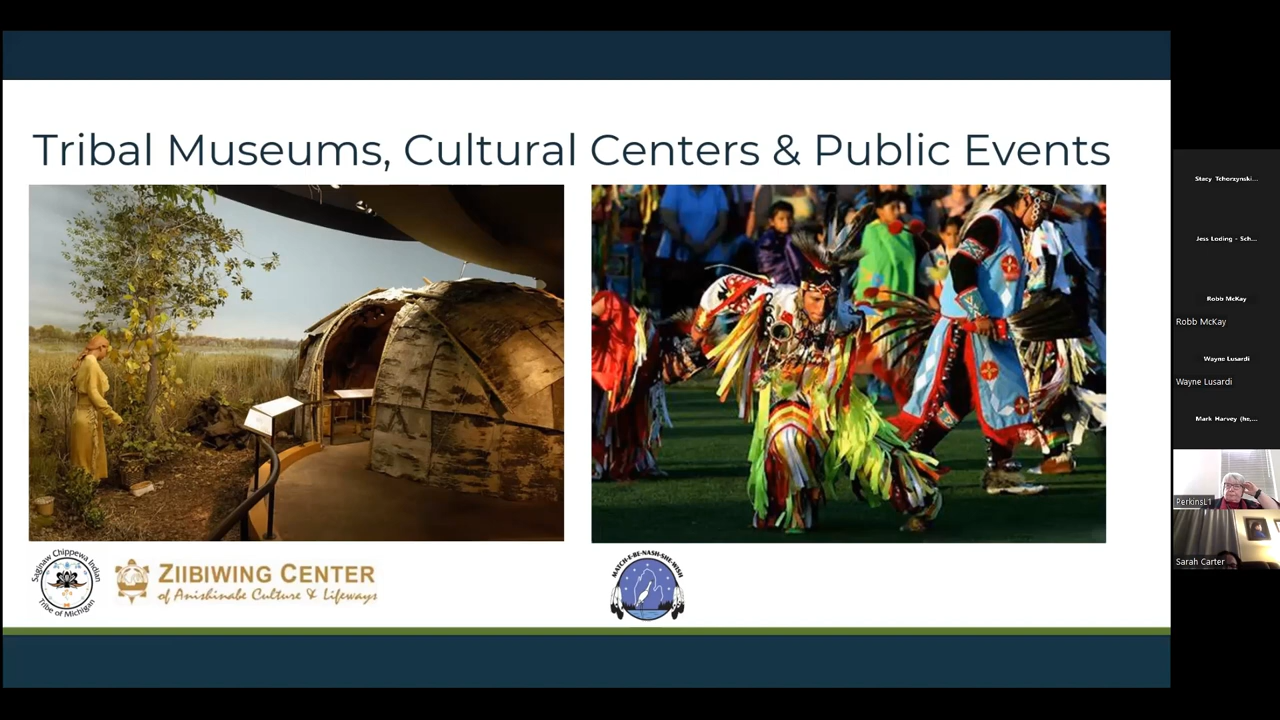 Tribal Museums, Cultural Centers & Public Events
Saginaw Chippewa Indian
Tribe of Michigan
ZIIBIWING CENTER
of Anishinabe Culture & Lifeways
MATCH-E-BE-NASH-SHE-WISH
Stacy Tchorzynski...
Jess Loding - Sch...
Robb McKay
Robb McKay
Wayne Lusardi
Wayne Lusardi
Mark Harvey (he,...
PerkinsL1
Sarah Carter